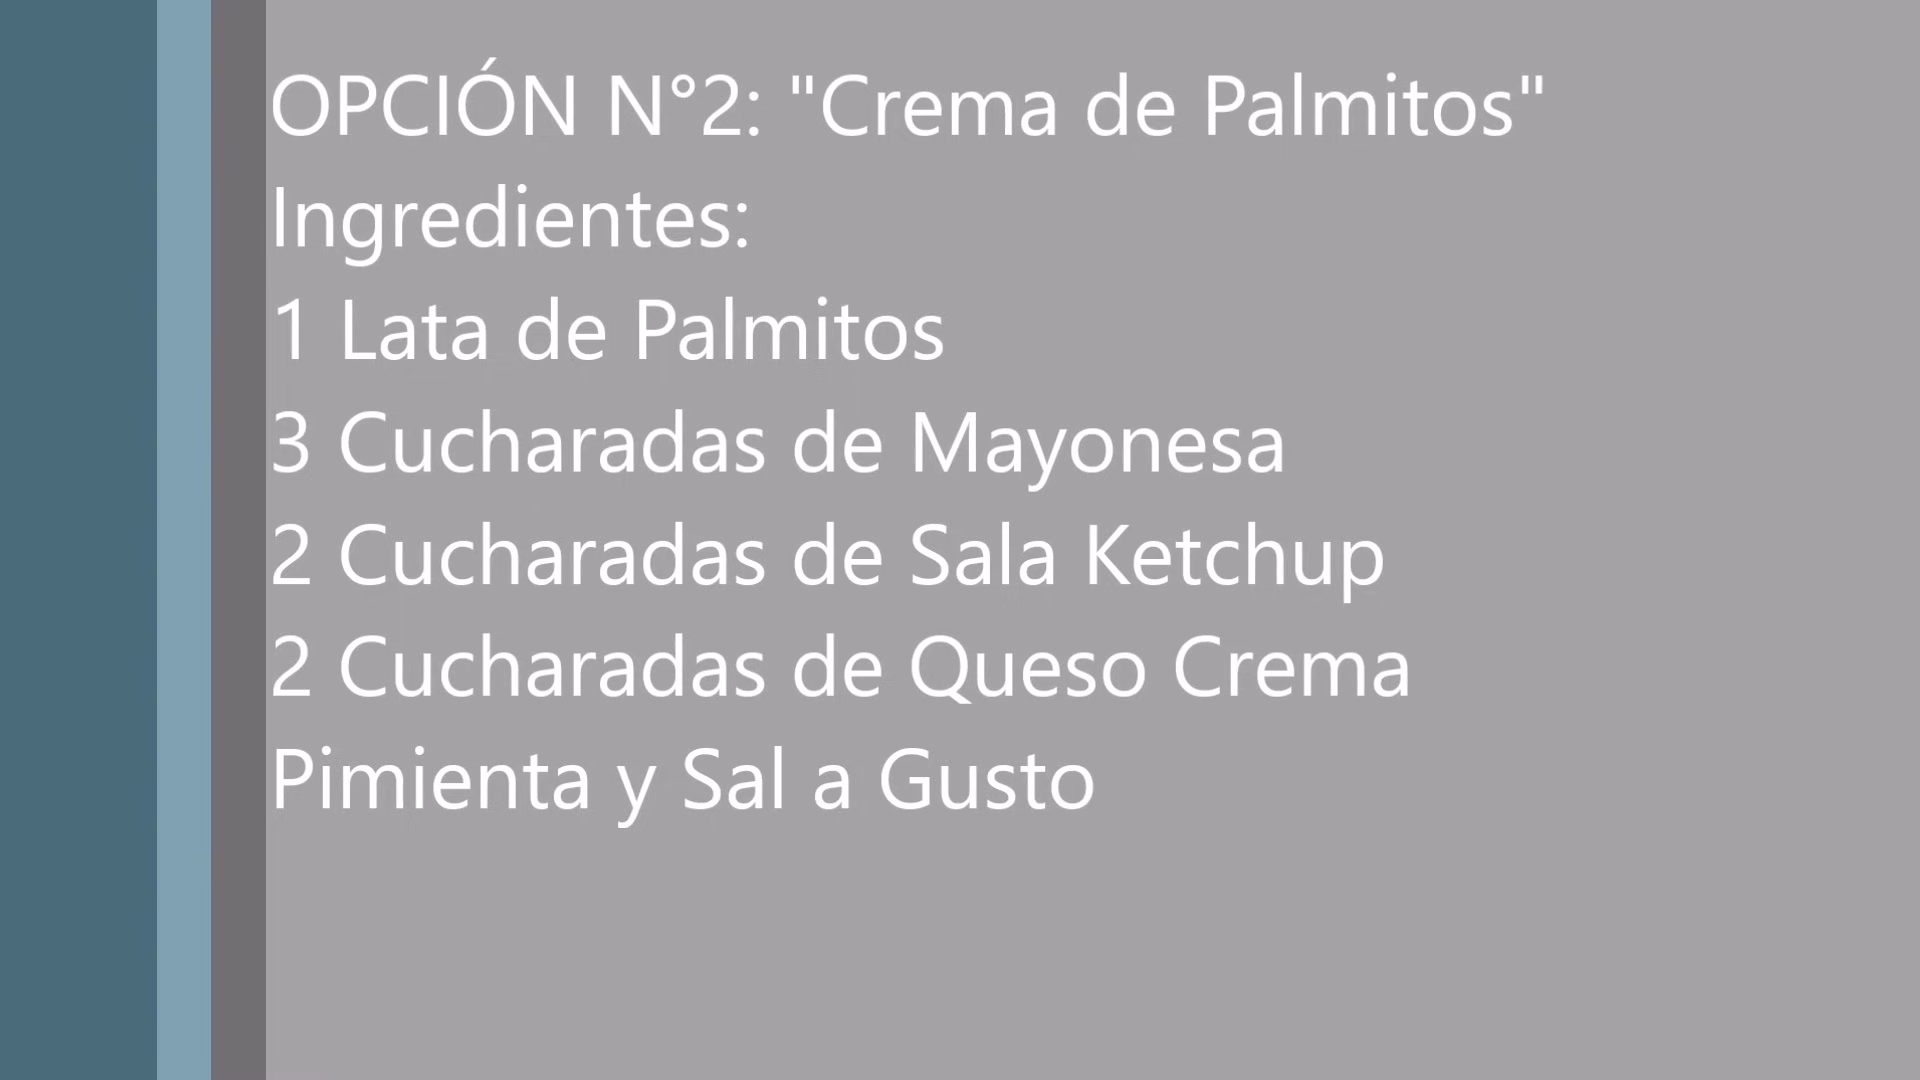 OPCIÓN N°2: "Crema de Palmitos"
Ingredientes:
1 Lata de Palmitos
3 Cucharadas de Mayonesa
2 Cucharadas de Sala Ketchup
2 Cucharadas de Queso Crema
Pimienta y Sal a Gusto